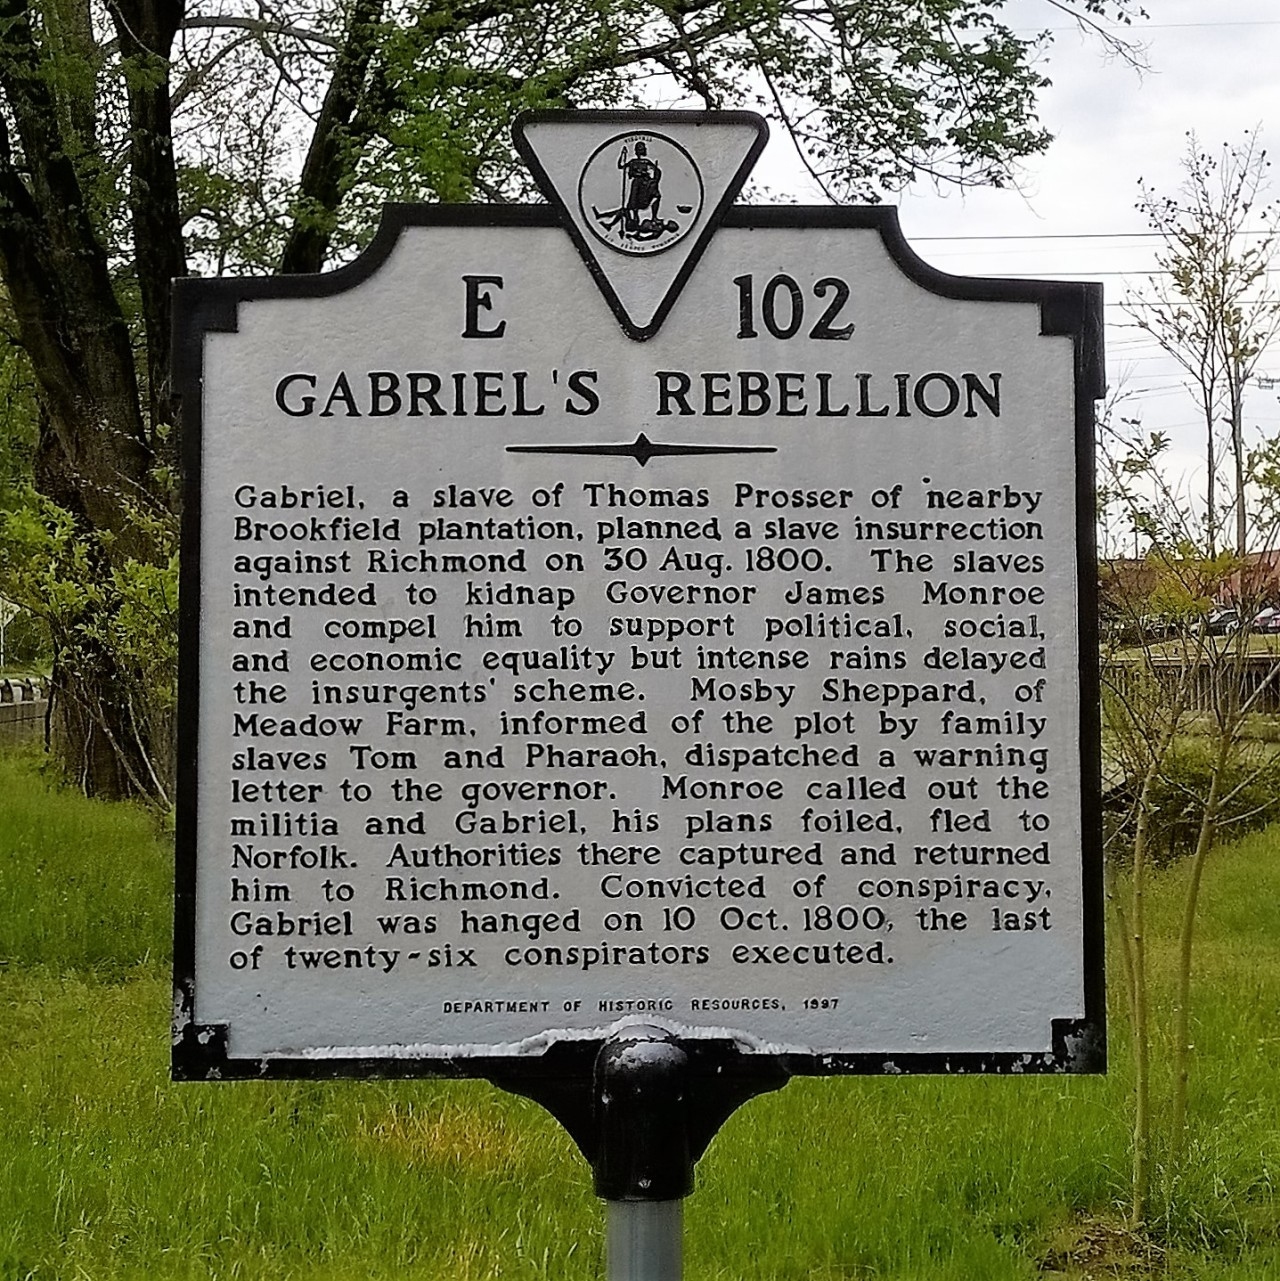 VIRGINIA
E 102
GABRIEL'S REBELLION
Gabriel, a slave of Thomas Prosser of nearby
Brookfield plantation, planned a slave insurrection
against Richmond on 30 Aug. 1800. The slaves
intended to kidnap Governor James Monroe
and compel him to support political, social,
and economic equality but intense rains delayed
the insurgents' scheme. Mosby Sheppard, of
Meadow Farm, informed of the plot by family
slaves Tom and Pharaoh, dispatched a warning
letter to the governor. Monroe called out the
militia and Gabriel, his plans foiled, fled to
Norfolk. Authorities there captured and returned
him to Richmond. Convicted of conspiracy,
Gabriel was hanged on 10 Oct. 1800, the last
of twenty-six conspirators executed.
DEPARTMENT OF HISTORIC RESOURCES, 1997